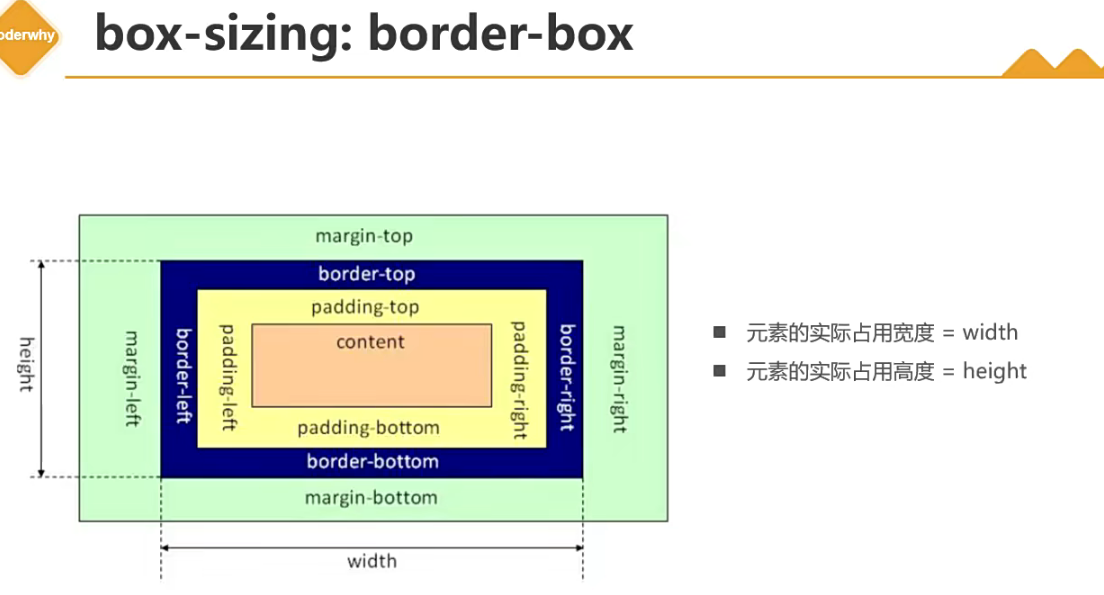 oderwhy
box-sizing: border-box
margin-top
border-top
padding-top
content
height
margin-left
border-left
padding-left
padding-right
border-right
margin-right
padding-bottom
border-bottom
margin-bottom
width
■ 元素的实际占用宽度 = width
■ 元素的实际占用高度 = height